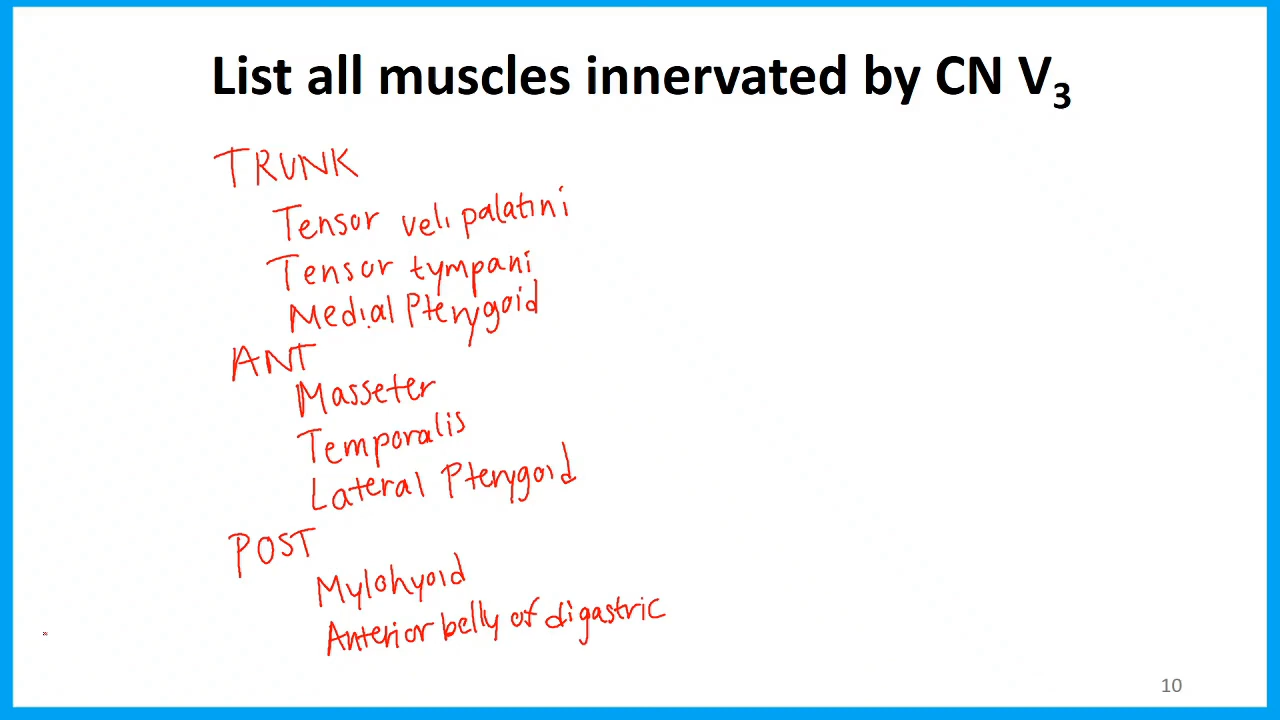 List all muscles innervated by CN V3
TRUNK
Tensor veli palatini
Tensor tympani
Medial Pterygoid
ANT
Masseter
Temporalis
Lateral Pterygoid
POST
Mylohyoid
Anterior belly of digastric
10